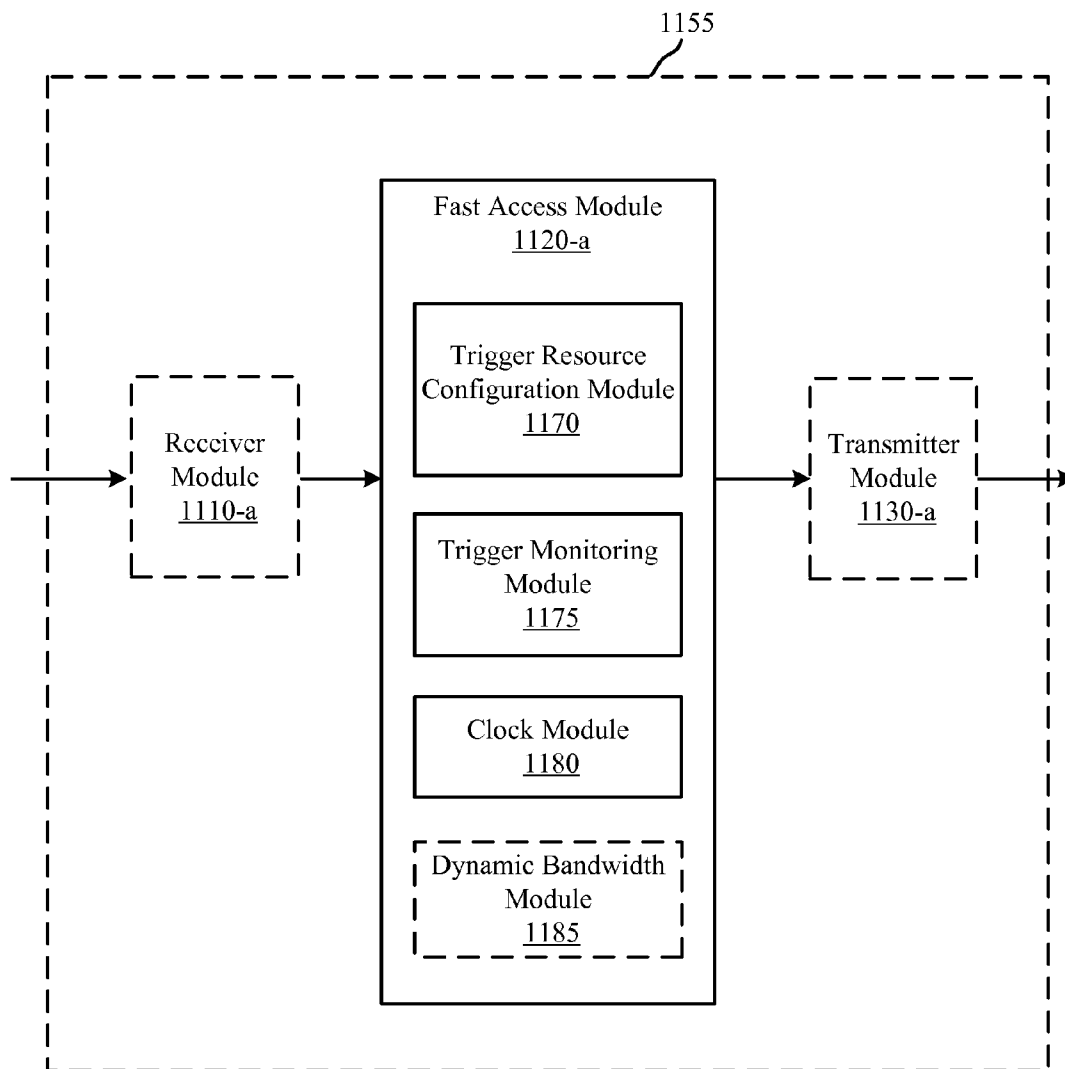 1155
Fast Access Module
1120-a
Trigger Resource
Configuration Module
1170
Receiver
Module
1110-a
Transmitter
Module
1130-a
Trigger Monitoring
Module
1175
Clock Module
1180
Dynamic Bandwidth
Module
1185